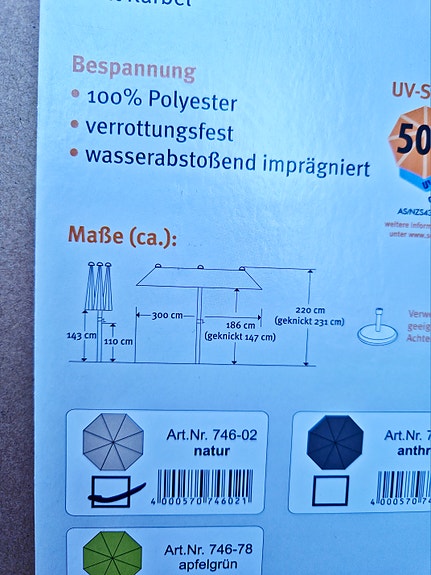 Kurbel
Bespannung
• 100% Polyester
• verrottungsfest
• wasserabstoßend imprägniert
UV-S
50
AS/NZS43
weitere Inform
unter www.s
Maße (ca.):
143 cm
110 cm
300 cm
186 cm
(geknickt 147 cm)
220 cm
(geknickt 231 cm)
Verwe
geeig
Achte
Art.Nr. 746-02
natur
4 000570 746021
Art.Nr. 7
anthr
4 000570
Art.Nr. 746-78
apfelgrün